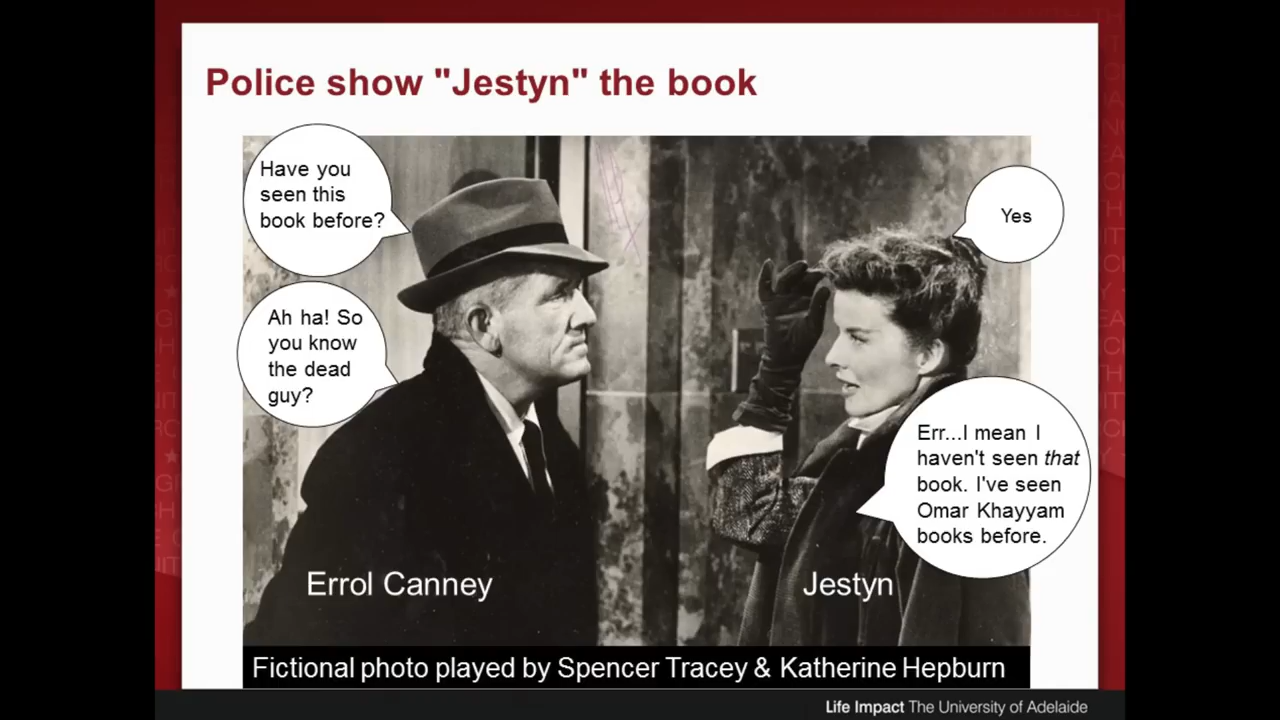 Police show "Jestyn" the book
Have you
seen this
book before?
Yes
Ah ha! So
you know
the dead
guy?
Err...I mean I
haven't seen that
book. I've seen
Omar Khayyam
books before.
Errol Canney
Jestyn
Fictional photo played by Spencer Tracey & Katherine Hepburn
Life Impact The University of Adelaide